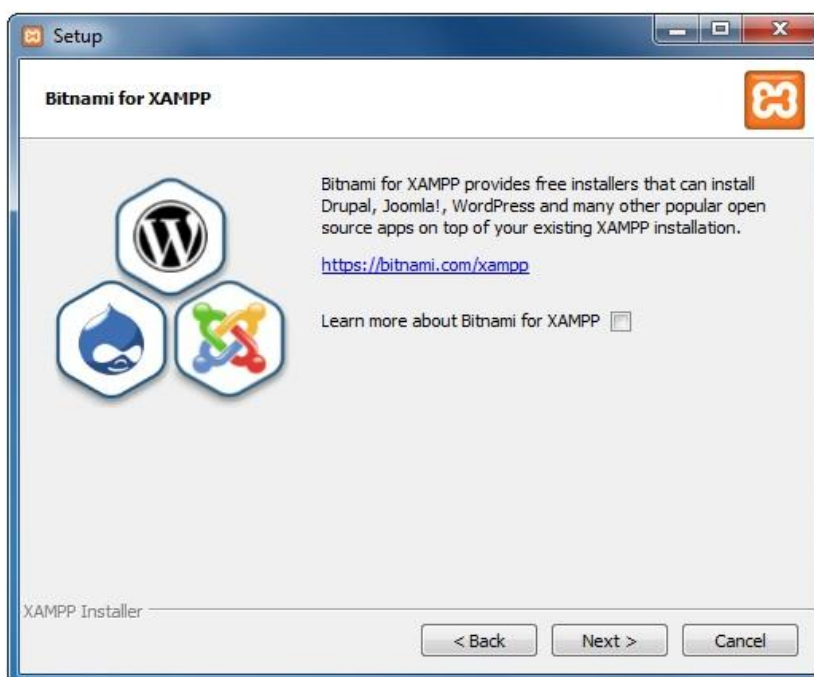 Setup
Bitnami for XAMPP
Bitnami for XAMPP provides free installers that can install
Drupal, Joomla!, WordPress and many other popular open
source apps on top of your existing XAMPP installation.
https://bitnami.com/xampp
Learn more about Bitnami for XAMPP
XAMPP Installer
< Back Next > Cancel